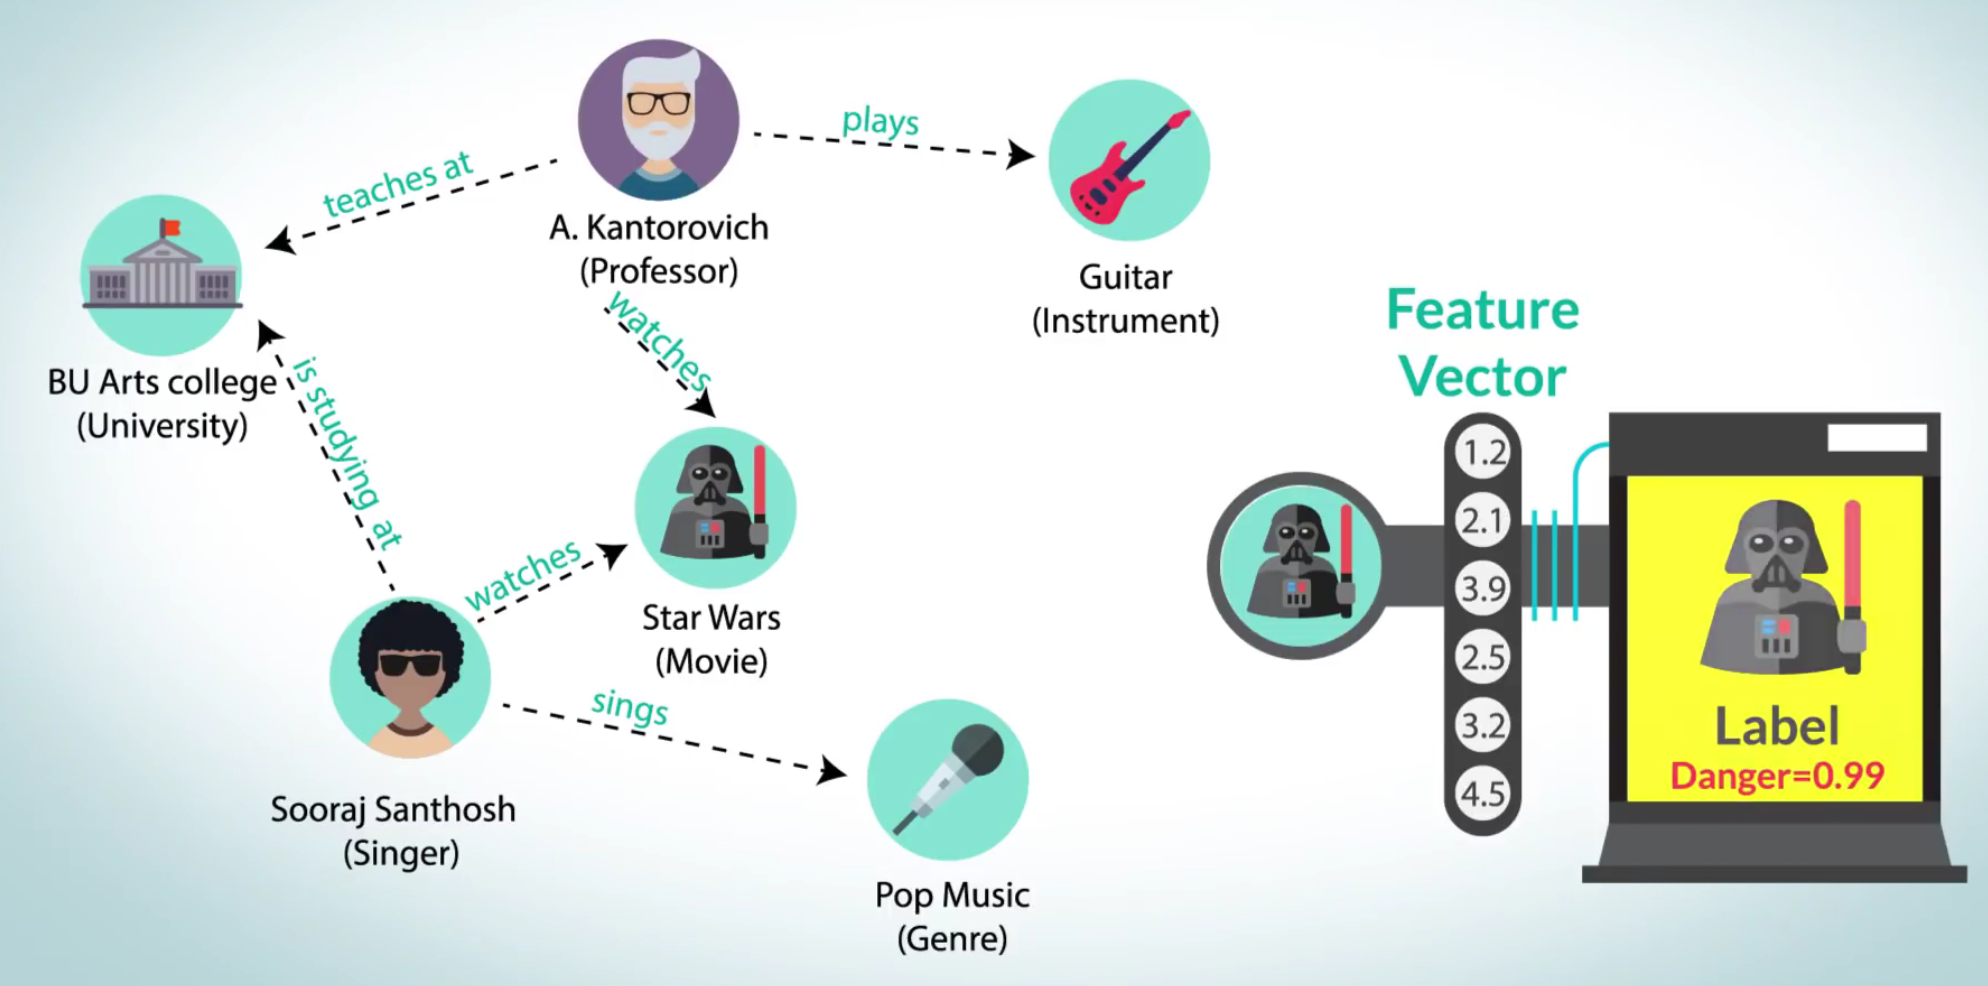 plays
teaches at
A. Kantorovich
(Professor)
Guitar
(Instrument)
watches
BU Arts college
(University)
is studying at
watches
Star Wars
(Movie)
sings
Sooraj Santhosh
(Singer)
Pop Music
(Genre)
Feature
Vector
1.2
2.1
3.9
2.5
3.2
4.5
Label
Danger=0.99